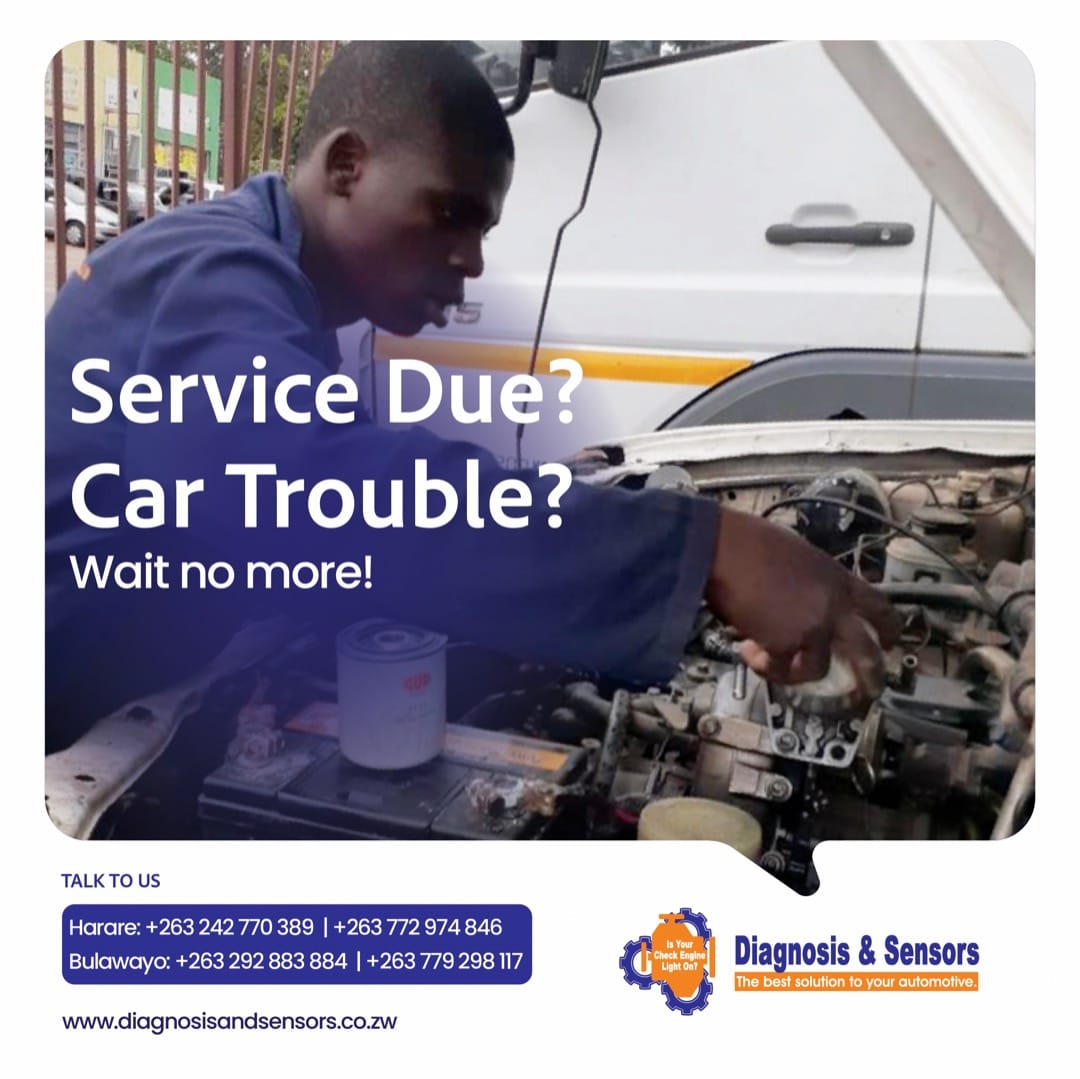 Service Due?
Car Trouble?
Wait no more!
GUD
TALK TO US
Harare: +263 242 770 389 | +263 772 974 846
Bulawayo: +263 292 883 884 | +263 779 298 117
www.diagnosisandsensors.co.zw
Is Your
Check Engine
Light On?
Diagnosis & Sensors
The best solution to your automotive.